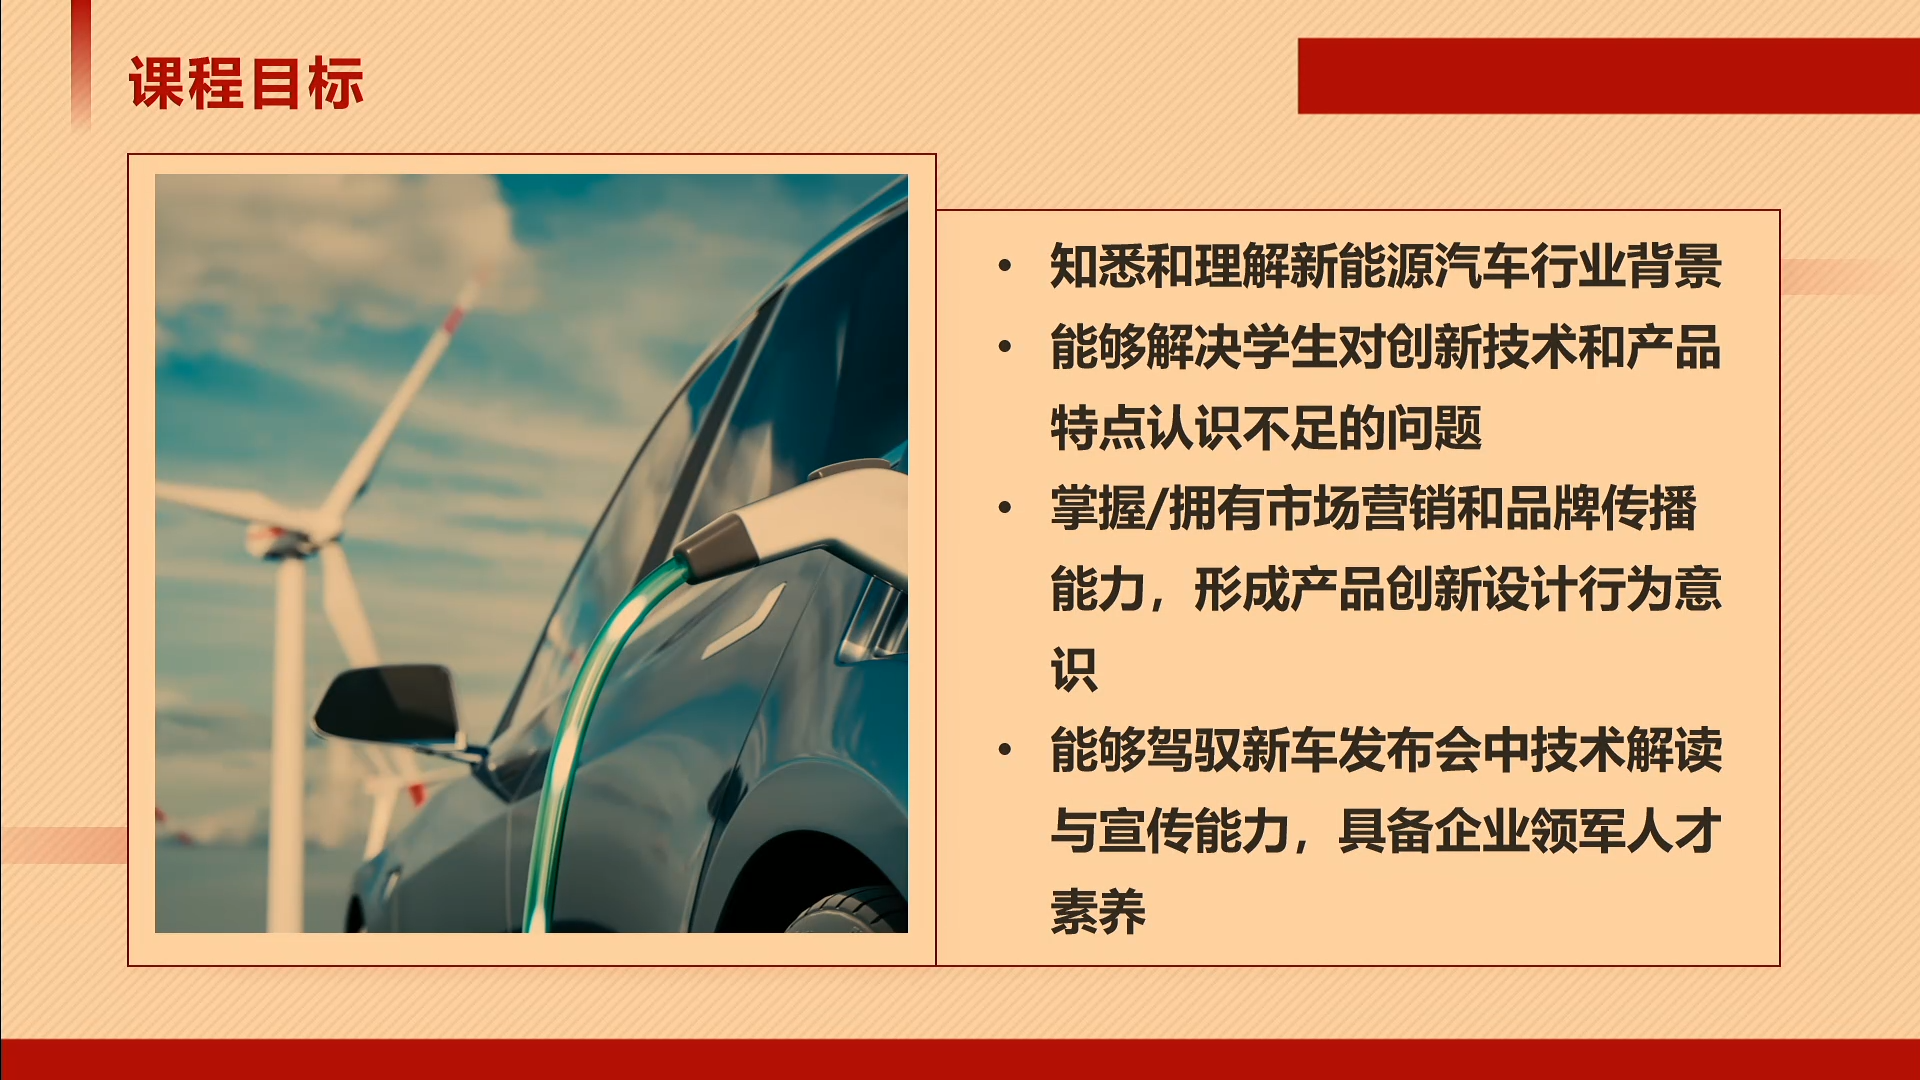 课程目标
• 知悉和理解新能源汽车行业背景
• 能够解决学生对创新技术和产品
特点认识不足的问题
• 掌握/拥有市场营销和品牌传播
能力，形成产品创新设计行为意
识
• 能够驾驭新车发布会中技术解读
与宣传能力，具备企业领军人才
素养